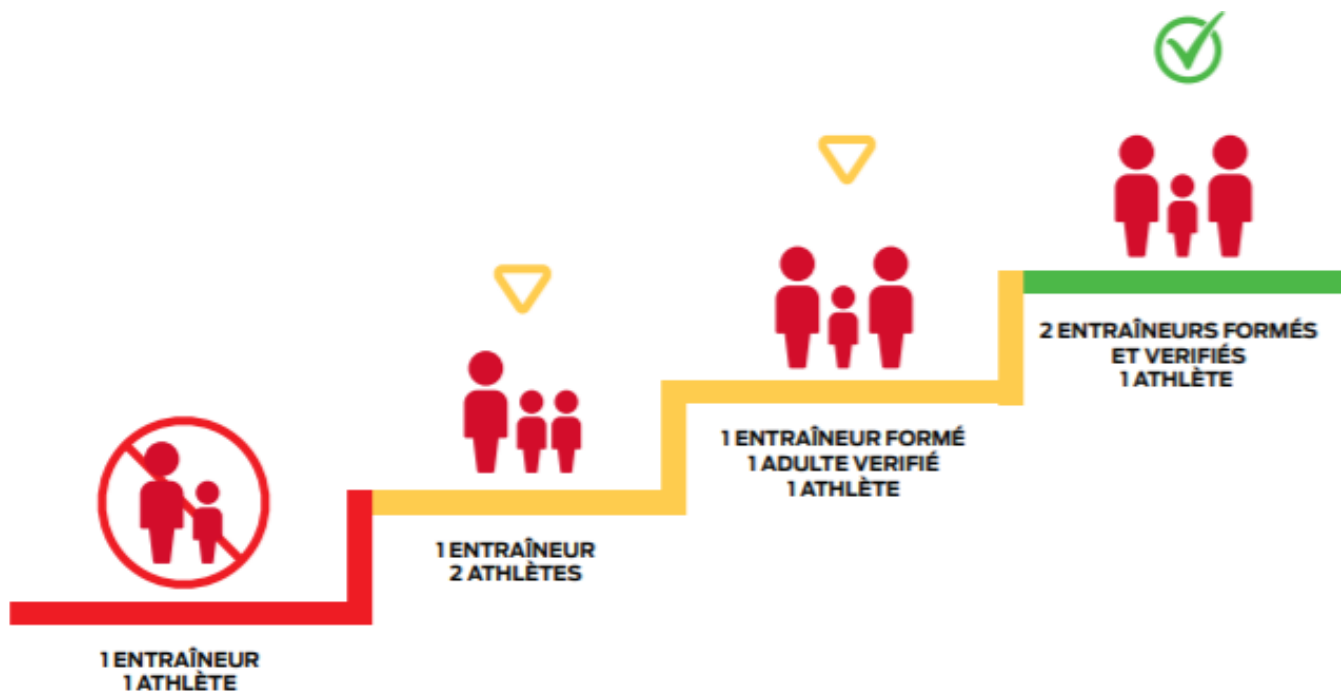 1 ENTRAÎNEUR
1 ATHLÈTE
1 ENTRAÎNEUR
2 ATHLÈTES
1 ENTRAÎNEUR FORMÉ
1 ADULTE VERIFIÉ
1 ATHLÈTE
2 ENTRAÎNEURS FORMÉS
ET VERIFIÉS
1 ATHLÈTE